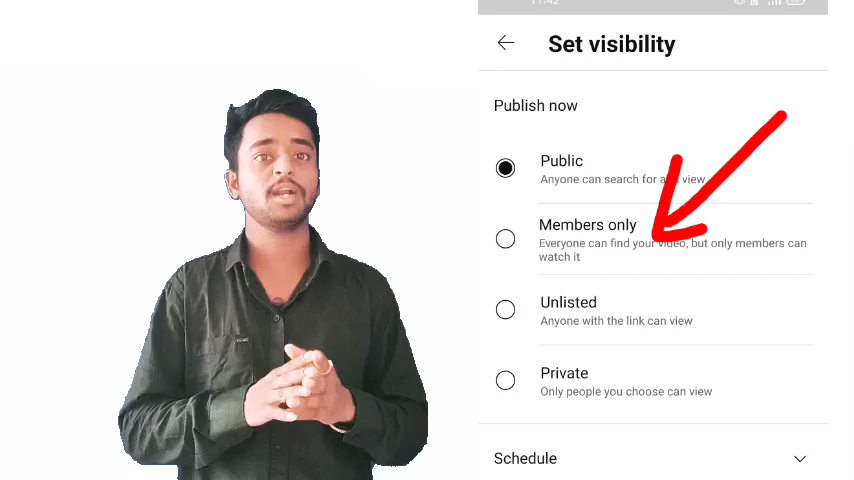 11:42
Set visibility
Publish now
Public
Anyone can search for and view
Members only
Everyone can find your video, but only members can
watch it
Unlisted
Anyone with the link can view
Private
Only people you choose can view
Schedule